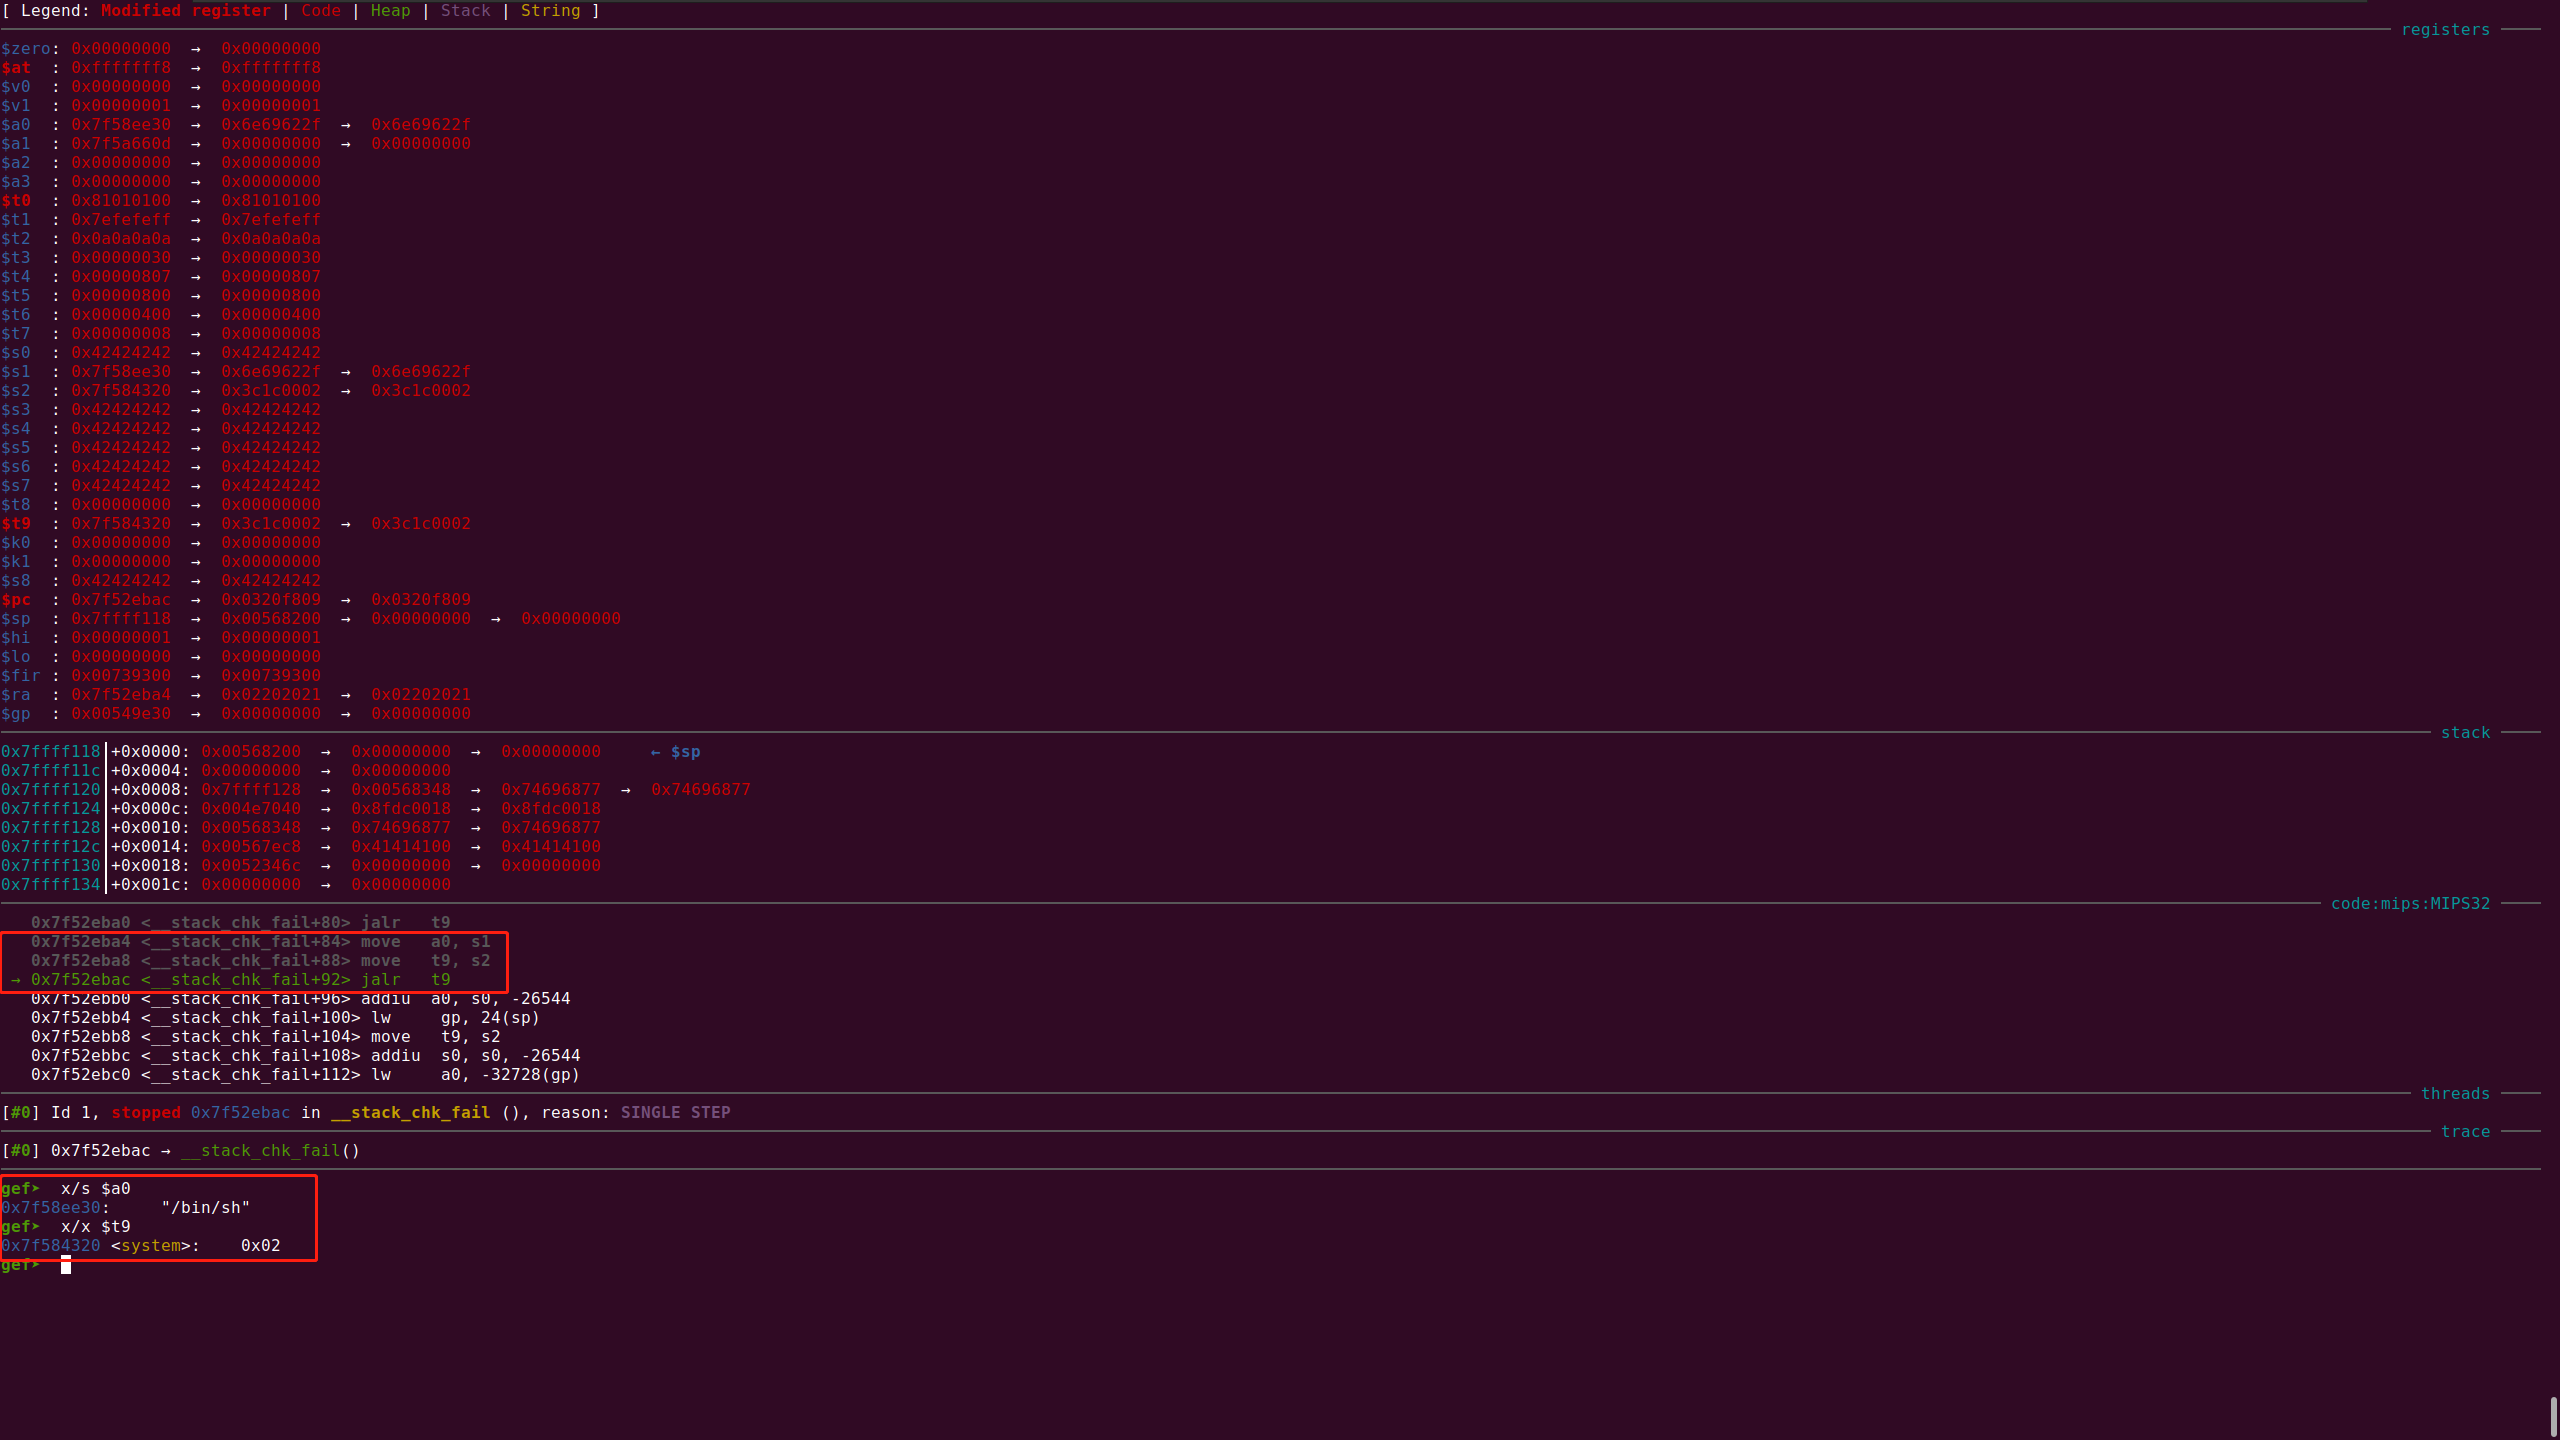 [ Legend: Modified register | Code | Heap | Stack | String ]
registers
$zero: 0x00000000 → 0x00000000
$at : 0xfffffff8 → 0xfffffff8
$v0 : 0x00000000 → 0x00000000
$v1 : 0x00000001 → 0x00000001
$a0 : 0x7f58ee30 → 0x6e69622f → 0x6e69622f
$a1 : 0x7f5a660d → 0x00000000 → 0x00000000
$a2 : 0x00000000 → 0x00000000
$a3 : 0x00000000 → 0x00000000
$t0 : 0x81010100 → 0x81010100
$t1 : 0x7efefeff → 0x7efefeff
$t2 : 0x0a0a0a0a → 0x0a0a0a0a
$t3 : 0x00000030 → 0x00000030
$t4 : 0x00000807 → 0x00000807
$t5 : 0x00000800 → 0x00000800
$t6 : 0x00000400 → 0x00000400
$t7 : 0x00000008 → 0x00000008
$s0 : 0x42424242 → 0x42424242
$s1 : 0x7f58ee30 → 0x6e69622f → 0x6e69622f
$s2 : 0x7f584320 → 0x3c1c0002 → 0x3c1c0002
$s3 : 0x42424242 → 0x42424242
$s4 : 0x42424242 → 0x42424242
$s5 : 0x42424242 → 0x42424242
$s6 : 0x42424242 → 0x42424242
$s7 : 0x42424242 → 0x42424242
$t8 : 0x00000000 → 0x00000000
$t9 : 0x7f584320 → 0x3c1c0002 → 0x3c1c0002
$k0 : 0x00000000 → 0x00000000
$k1 : 0x00000000 → 0x00000000
$s8 : 0x42424242 → 0x42424242
$pc : 0x7f52ebac → 0x0320f809 → 0x0320f809
$sp : 0x7ffff118 → 0x00568200 → 0x00000000 → 0x00000000
$hi : 0x00000001 → 0x00000001
$lo : 0x00000000 → 0x00000000
$fir : 0x00739300 → 0x00739300
$ra : 0x7f52eba4 → 0x02202021 → 0x02202021
$gp : 0x00549e30 → 0x00000000 → 0x00000000
stack
0x7ffff118│+0x0000: 0x00568200 → 0x00000000 → 0x00000000 ← $sp
0x7ffff11c│+0x0004: 0x00000000 → 0x00000000
0x7ffff120│+0x0008: 0x7ffff128 → 0x00568348 → 0x74696877 → 0x74696877
0x7ffff124│+0x000c: 0x004e7040 → 0x8fdc0018 → 0x8fdc0018
0x7ffff128│+0x0010: 0x00568348 → 0x74696877 → 0x74696877
0x7ffff12c│+0x0014: 0x00567ec8 → 0x41414100 → 0x41414100
0x7ffff130│+0x0018: 0x0052346c → 0x00000000 → 0x00000000
0x7ffff134│+0x001c: 0x00000000 → 0x00000000
code:mips:MIPS32
0x7f52eba0 <__stack_chk_fail+80> jalr t9
0x7f52eba4 <__stack_chk_fail+84> move a0, s1
0x7f52eba8 <__stack_chk_fail+88> move t9, s2
→ 0x7f52ebac <__stack_chk_fail+92> jalr t9
0x7f52ebb0 <__stack_chk_fail+96> addiu a0, s0, -26544
0x7f52ebb4 <__stack_chk_fail+100> lw gp, 24(sp)
0x7f52ebb8 <__stack_chk_fail+104> move t9, s2
0x7f52ebbc <__stack_chk_fail+108> addiu s0, s0, -26544
0x7f52ebc0 <__stack_chk_fail+112> lw a0, -32728(gp)
threads
[#0] Id 1, stopped 0x7f52ebac in __stack_chk_fail (), reason: SINGLE STEP
trace
[#0] 0x7f52ebac → __stack_chk_fail()
gef➤ x/s $a0
0x7f58ee30: "/bin/sh"
gef➤ x/x $t9
0x7f584320 <system>: 0x02
gef➤